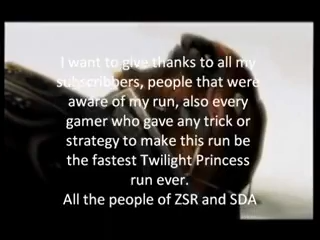 I want to give thanks to all my
subscribbers, people that were
aware of my run, also every
gamer who gave any trick or
strategy to make this run be
the fastest Twilight Princess
run ever.
All the people of ZSR and SDA